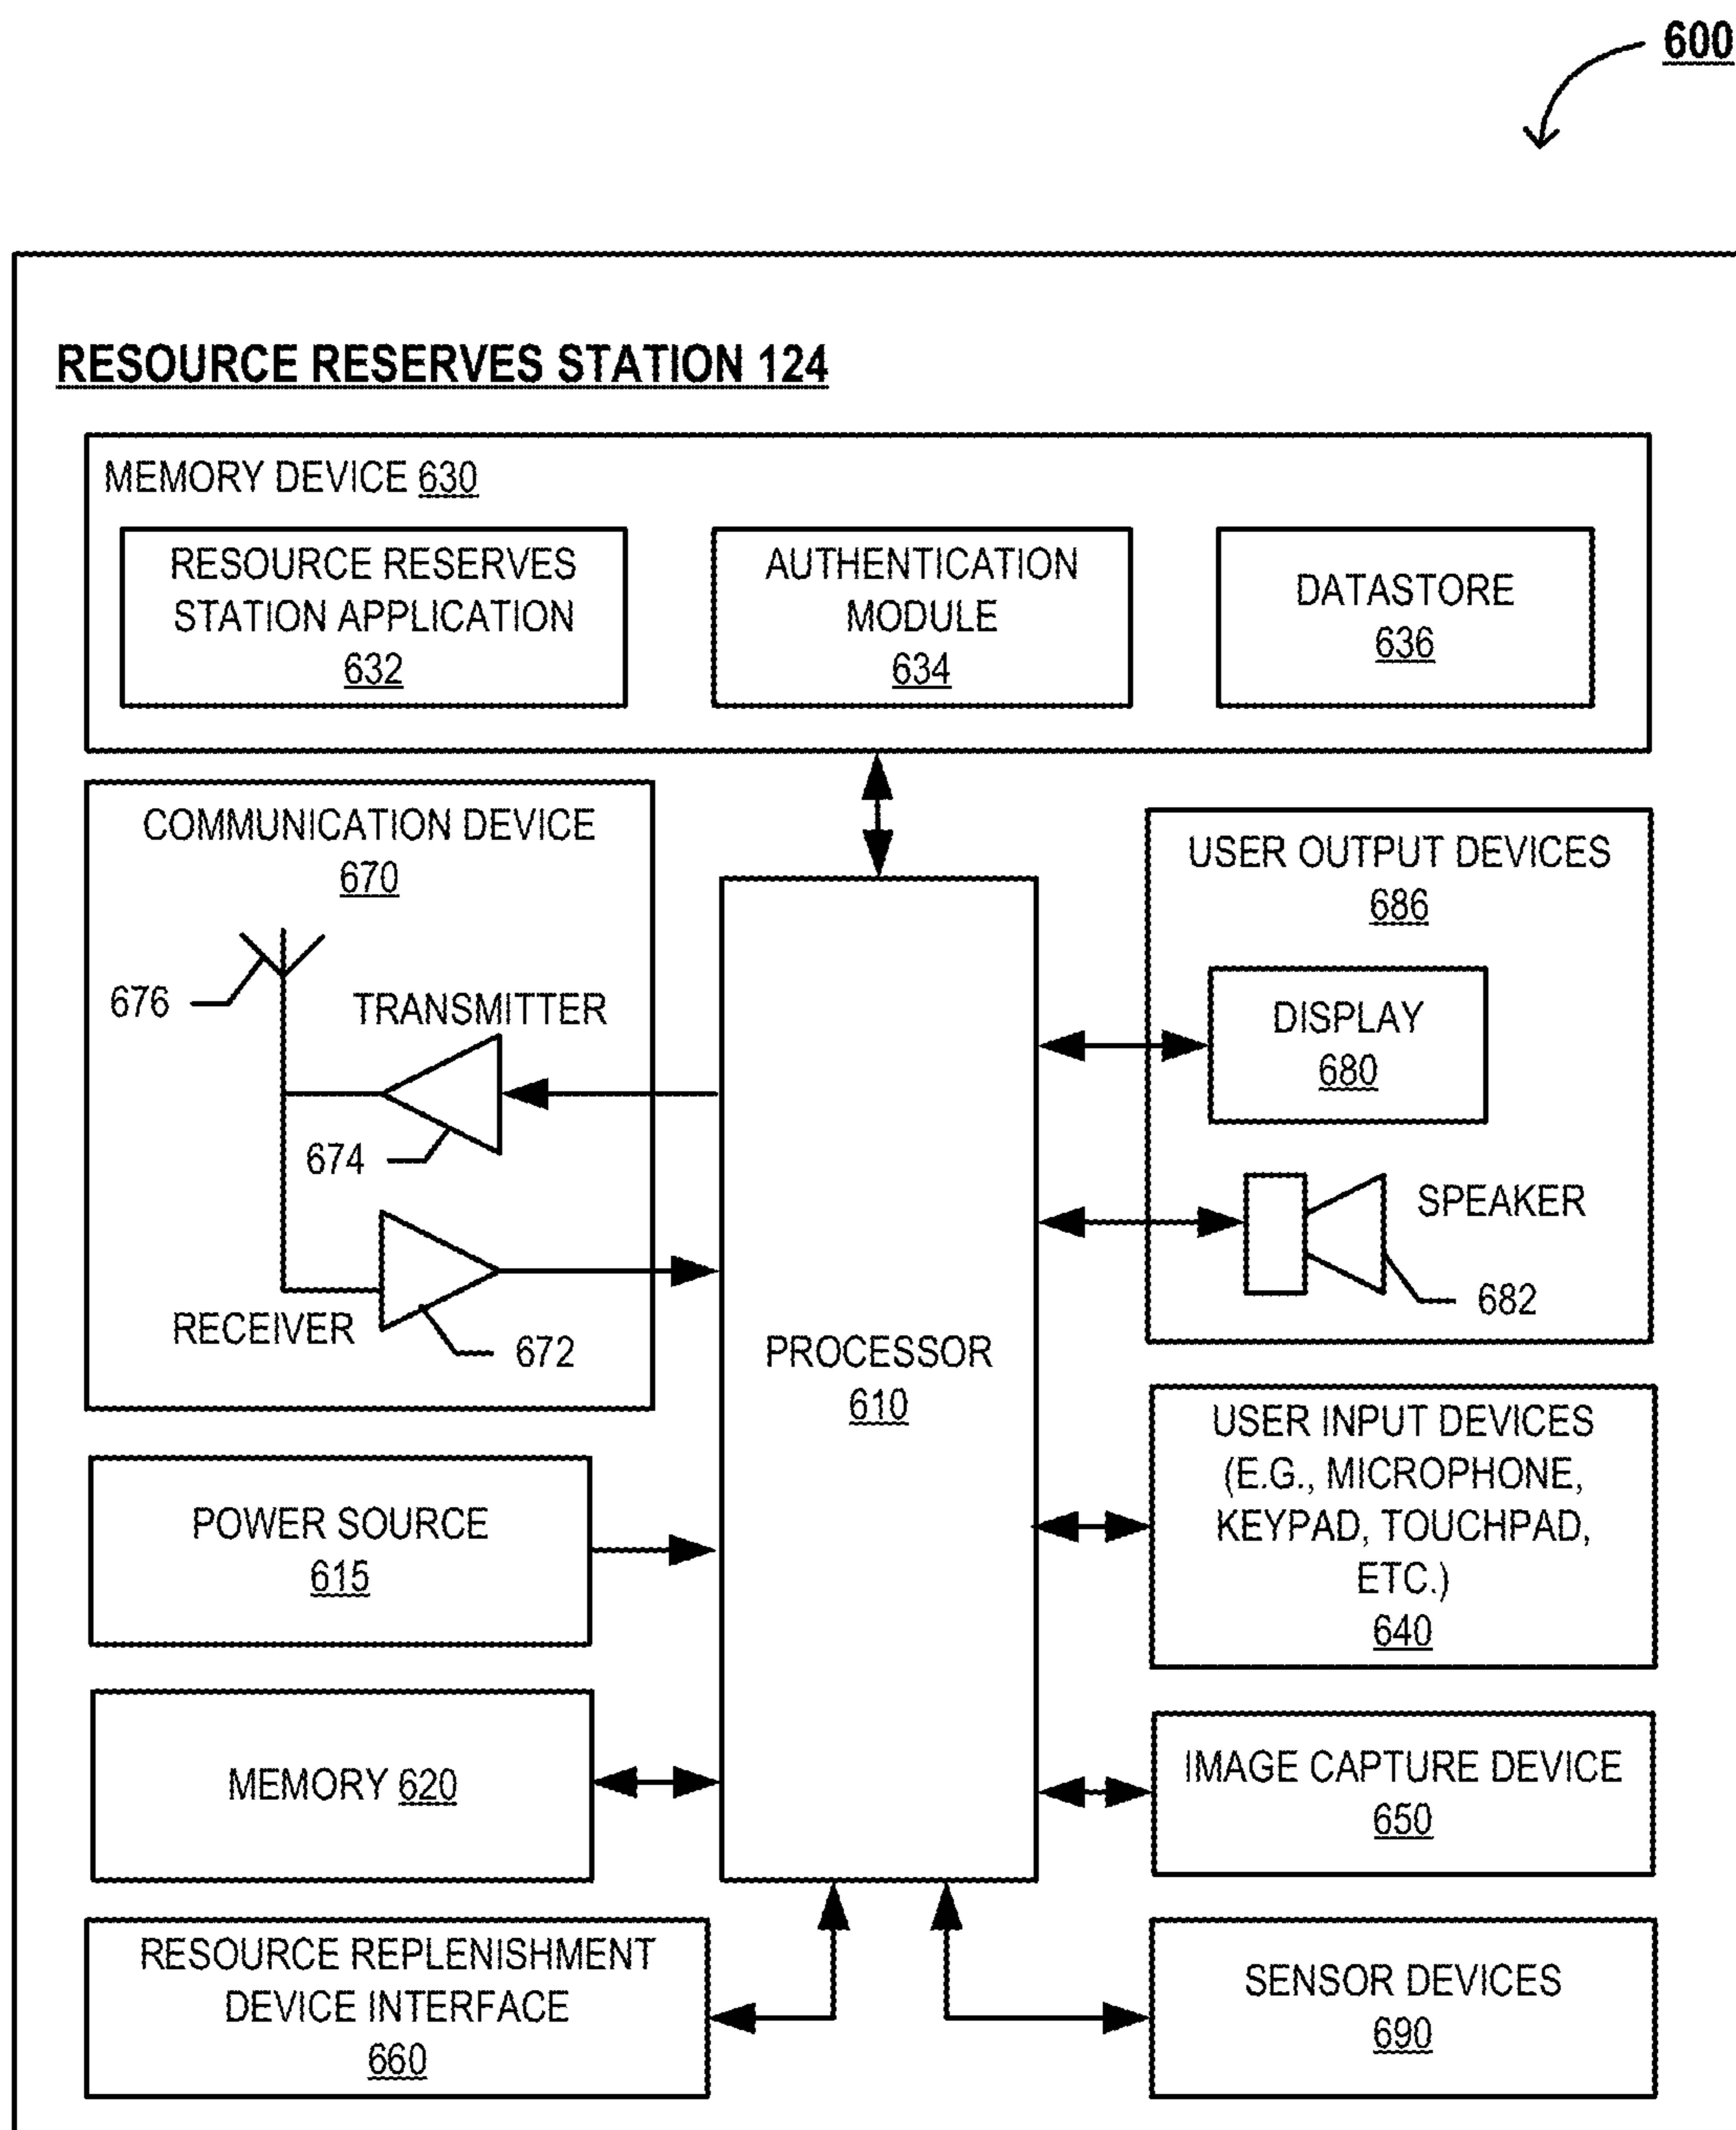 600
RESOURCE RESERVES STATION 124
MEMORY DEVICE 630
RESOURCE RESERVES
STATION APPLICATION
632
AUTHENTICATION
MODULE
634
DATASTORE
636
COMMUNICATION DEVICE
670
676
TRANSMITTER
674
RECEIVER
672
PROCESSOR
610
USER OUTPUT DEVICES
686
DISPLAY
680
SPEAKER
682
POWER SOURCE
615
USER INPUT DEVICES
(E.G., MICROPHONE,
KEYPAD, TOUCHPAD,
ETC.)
640
MEMORY 620
IMAGE CAPTURE DEVICE
650
RESOURCE REPLENISHMENT
DEVICE INTERFACE
660
SENSOR DEVICES
690